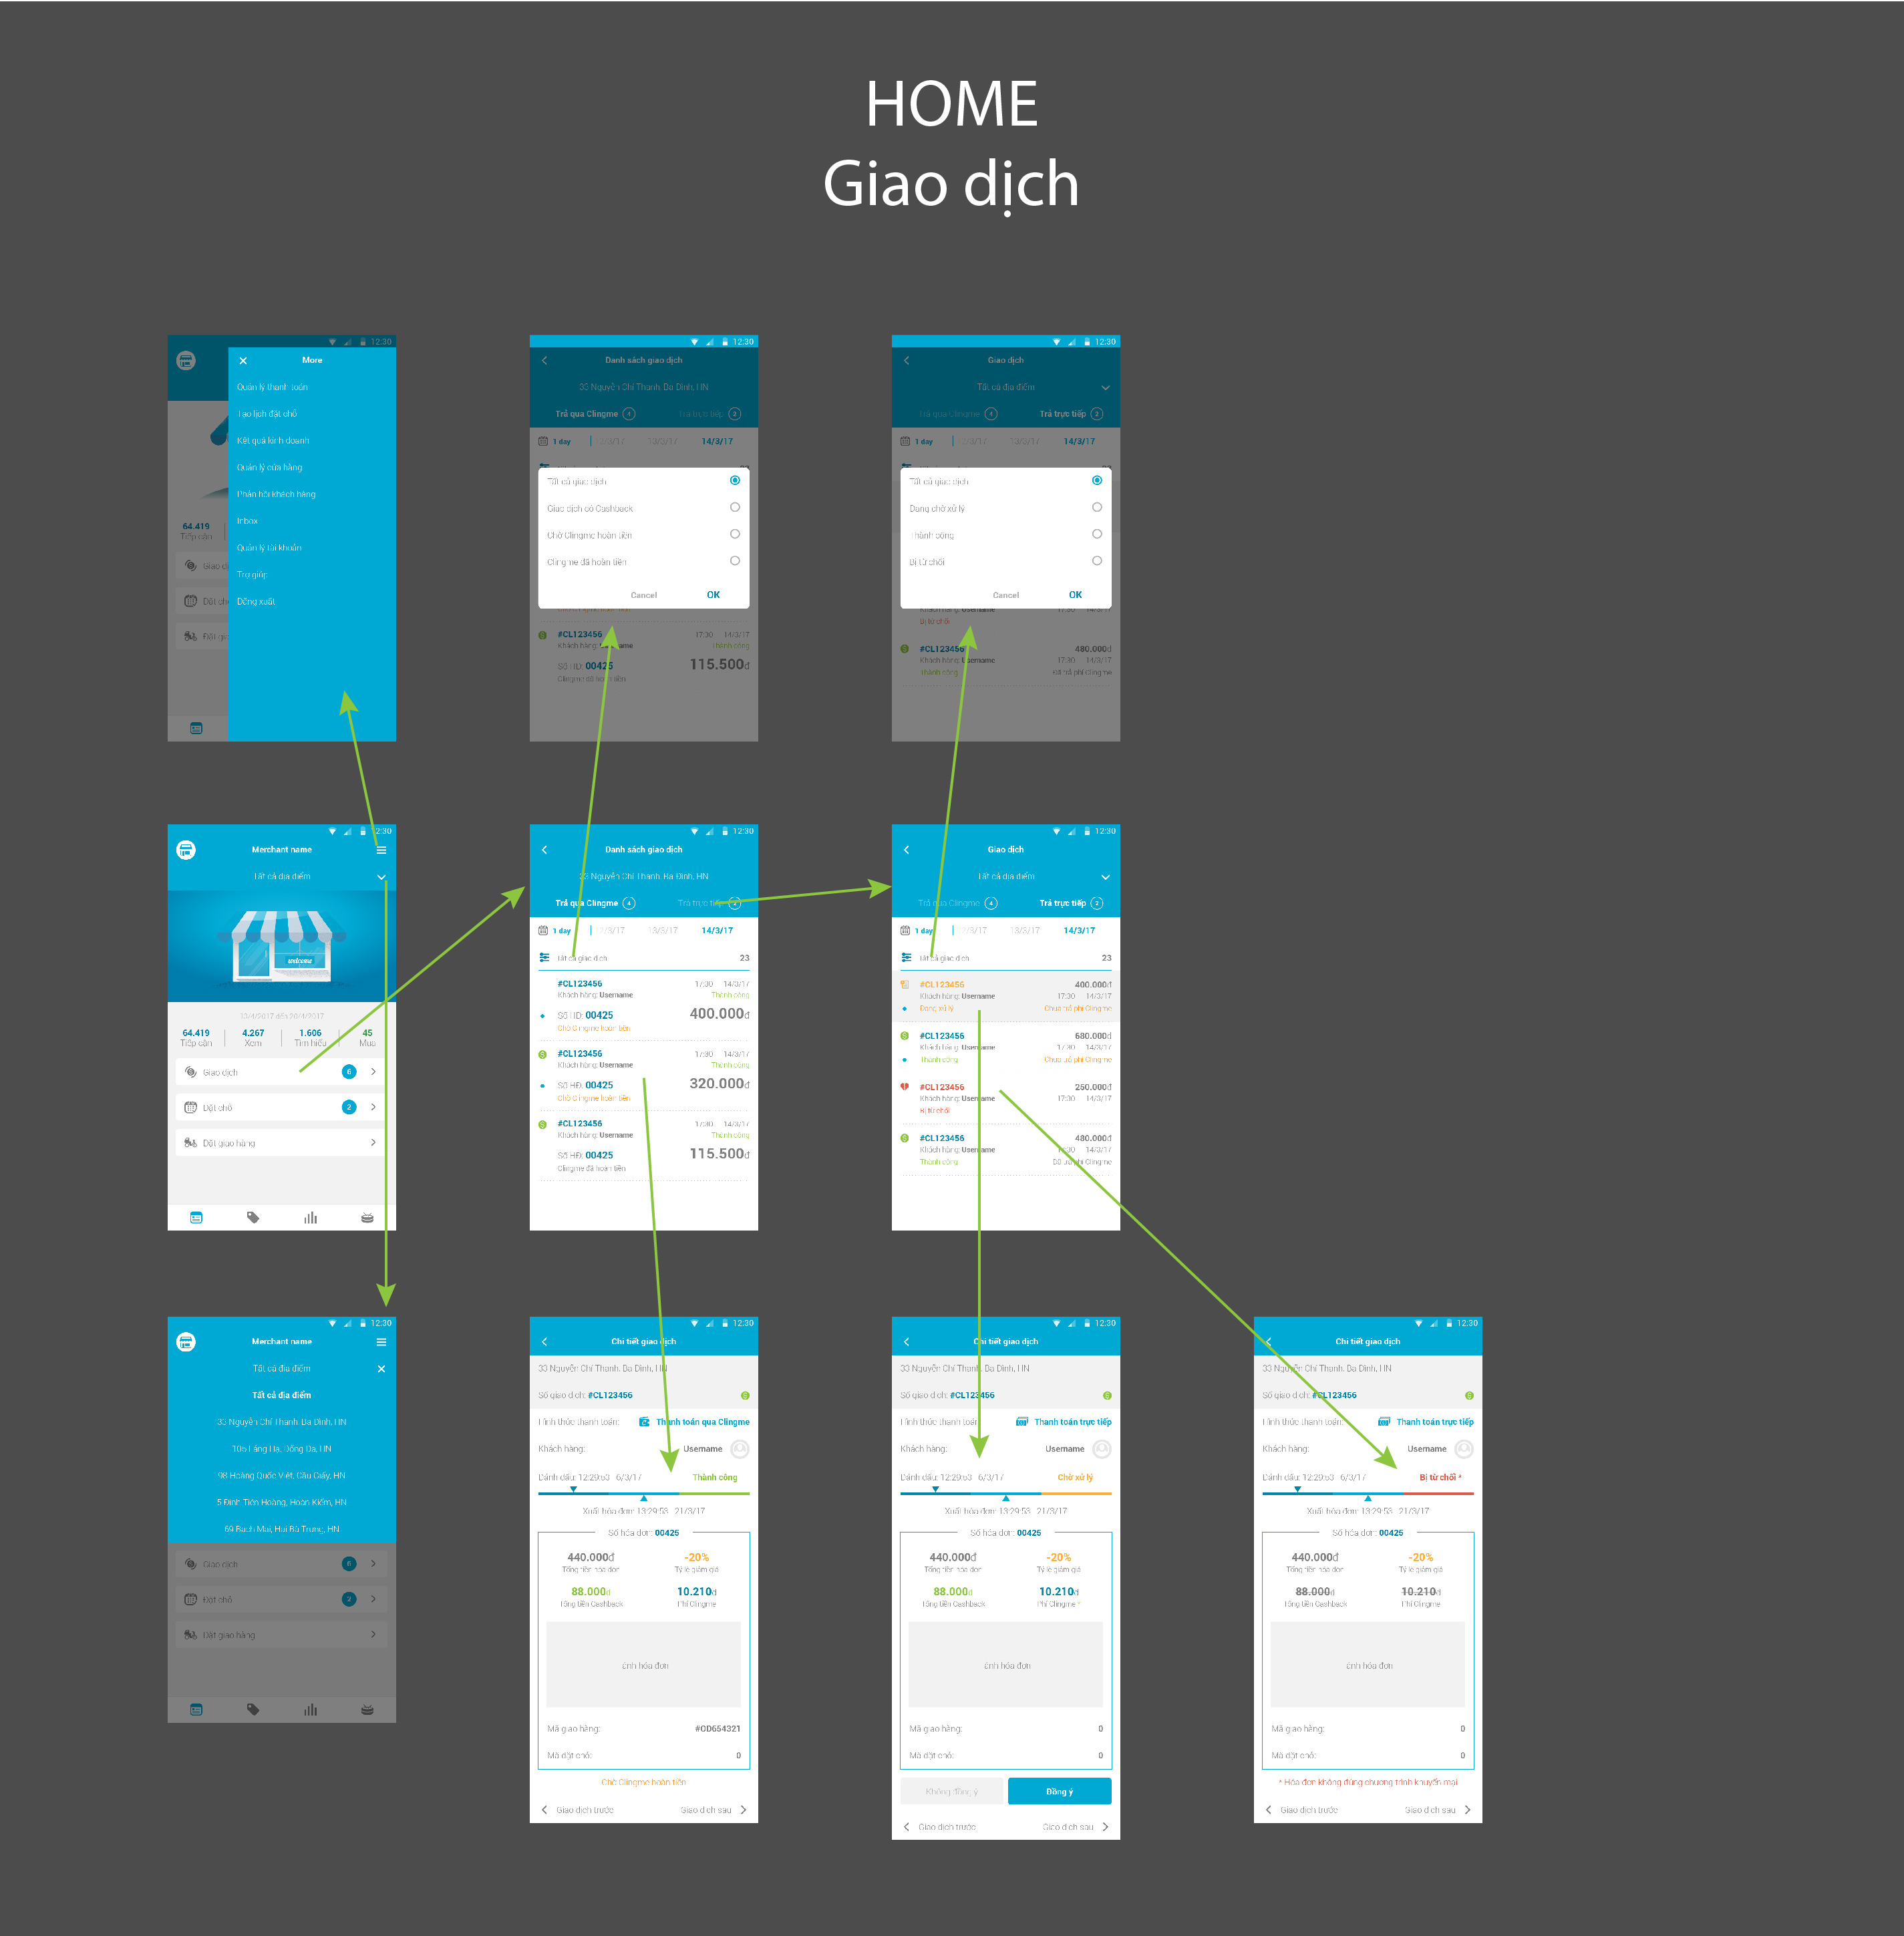 HOME
Giao dịch
12:30
More
Quản lý thanh toán
Tạo lịch đặt chỗ
Kết quả kinh doanh
Quản lý cửa hàng
Phản hồi khách hàng
Inbox
Quản lý tài khoản
Trợ giúp
Đăng xuất
64.419
Tiếp cận
12:30
Danh sách giao dịch
33 Nguyễn Chí Thanh, Ba Đình, HN
Trả qua Clingme 4 Trả trực tiếp 2
1 day 13/3/17 14/3/17
Tất cả giao dịch
Giao dịch có Cashback
Chờ Clingme hoàn tiền
Clingme đã hoàn tiền
Cancel OK
#CL123456 17:30 14/3/17
Khách hàng: Username Thành công
Số HĐ: 00425 115.500đ
Clingme đã hoàn tiền
12:30
Giao dịch
Tất cả địa điểm
Trả qua Clingme 4 Trả trực tiếp 2
1 day 13/3/17 14/3/17
Tất cả giao dịch
Đang chờ xử lý
Thành công
Bị từ chối
Cancel OK
Khách hàng: Username 17:30 14/3/17
Bị từ chối
#CL123456 480.000đ
Khách hàng: Username 17:30 14/3/17
Thành công Đã trả phí Clingme
12:30
Merchant name
Tất cả địa điểm
welcome
13/4/2017 đến 20/4/2017
64.419 4.267 1.606 45
Tiếp cận Xem Tìm hiểu Mua
Giao dịch 6
Đặt chỗ 2
Đặt giao hàng
12:30
Danh sách giao dịch
33 Nguyễn Chí Thanh, Ba Đình, HN
Trả qua Clingme 4 Trả trực tiếp 2
1 day 13/3/17 14/3/17
Tất cả giao dịch 23
#CL123456 17:30 14/3/17
Khách hàng: Username Thành công
Số HĐ: 00425 400.000đ
Chờ Clingme hoàn tiền
#CL123456 17:30 14/3/17
Khách hàng: Username Thành công
Số HĐ: 00425 320.000đ
Chờ Clingme hoàn tiền
#CL123456 17:30 14/3/17
Khách hàng: Username Thành công
Số HĐ: 00425 115.500đ
Clingme đã hoàn tiền
12:30
Giao dịch
Tất cả địa điểm
Trả qua Clingme 4 Trả trực tiếp 2
1 day 13/3/17 14/3/17
Tất cả giao dịch 23
#CL123456 400.000đ
Khách hàng: Username 17:30 14/3/17
Đang xử lý Chưa trả phí Clingme
#CL123456 680.000đ
Khách hàng: Username 17:30 14/3/17
Thành công Chưa trả phí Clingme
#CL123456 250.000đ
Khách hàng: Username 17:30 14/3/17
Bị từ chối
#CL123456 480.000đ
Khách hàng: Username 17:30 14/3/17
Thành công Đã trả phí Clingme
12:30
Merchant name
Tất cả địa điểm
Tất cả địa điểm
33 Nguyễn Chí Thanh, Ba Đình, HN
105 Láng Hạ, Đống Đa, HN
98 Hoàng Quốc Việt, Cầu Giấy, HN
5 Đinh Tiên Hoàng, Hoàn Kiếm, HN
69 Bạch Mai, Hai Bà Trưng, HN
Giao dịch 6
Đặt chỗ 2
Đặt giao hàng
12:30
Chi tiết giao dịch
33 Nguyễn Chí Thanh, Ba Đình, HN
Số giao dịch: #CL123456
Hình thức thanh toán: Thanh toán qua Clingme
Khách hàng: Username
Đánh dấu: 12:29:53 6/3/17 Thành công
Xuất hóa đơn: 13:29:53 21/3/17
Số hóa đơn: 00425
440.000đ -20%
Tổng tiền hóa đơn Tỷ lệ giảm giá
88.000đ 10.210đ
Tổng tiền Cashback Phí Clingme
ảnh hóa đơn
Mã giao hàng: #OD654321
Mã đặt chỗ: 0
Chờ Clingme hoàn tiền
Giao dịch trước Giao dịch sau
12:30
Chi tiết giao dịch
33 Nguyễn Chí Thanh, Ba Đình, HN
Số giao dịch: #CL123456
Hình thức thanh toán: Thanh toán trực tiếp
Khách hàng: Username
Đánh dấu: 12:29:53 6/3/17 Chờ xử lý
Xuất hóa đơn: 13:29:53 21/3/17
Số hóa đơn: 00425
440.000đ -20%
Tổng tiền hóa đơn Tỷ lệ giảm giá
88.000đ 10.210đ
Tổng tiền Cashback Phí Clingme *
ảnh hóa đơn
Mã giao hàng: 0
Mã đặt chỗ: 0
Không đồng ý Đồng ý
Giao dịch trước Giao dịch sau
12:30
Chi tiết giao dịch
33 Nguyễn Chí Thanh, Ba Đình, HN
Số giao dịch: #CL123456
Hình thức thanh toán: Thanh toán trực tiếp
Khách hàng: Username
Đánh dấu: 12:29:53 6/3/17 Bị từ chối *
Xuất hóa đơn: 13:29:53 21/3/17
Số hóa đơn: 00425
440.000đ -20%
Tổng tiền hóa đơn Tỷ lệ giảm giá
88.000đ 10.210đ
Tổng tiền Cashback Phí Clingme
ảnh hóa đơn
Mã giao hàng: 0
Mã đặt chỗ: 0
* Hóa đơn không đúng chương trình khuyến mại
Giao dịch trước Giao dịch sau